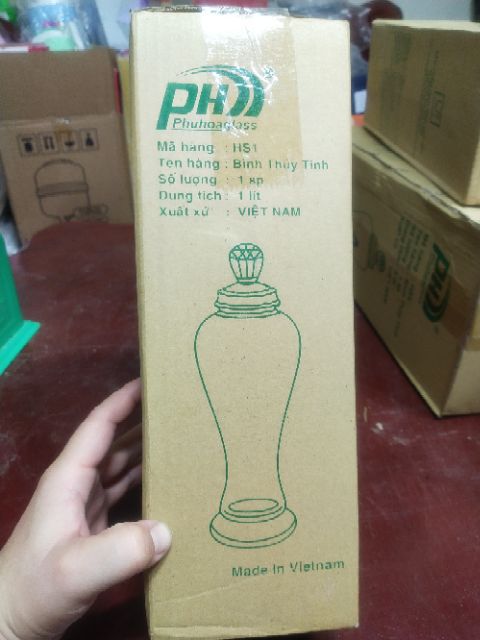 PH
Phuhoaglass
Mã hàng : HS1
Tên hàng : Bình Thủy Tinh
Số lượng : 1 sp
Dung tích : 1 lít
Xuất xứ : VIỆT NAM
Made In Vietnam
PH